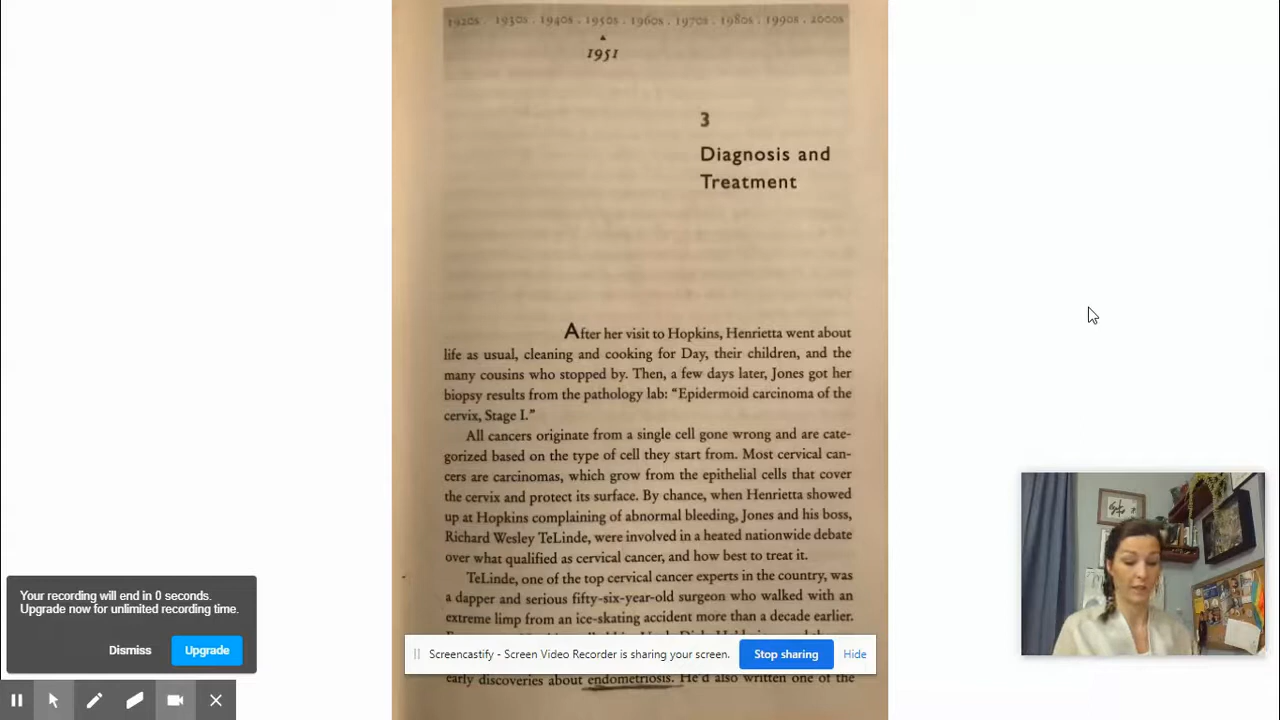 1920s . 1930s . 1940s . 1950s . 1960s . 1970s . 1980s . 1990s . 2000s
1951
3
Diagnosis and
Treatment
After her visit to Hopkins, Henrietta went about
life as usual, cleaning and cooking for Day, their children, and the
many cousins who stopped by. Then, a few days later, Jones got her
biopsy results from the pathology lab: “Epidermoid carcinoma of the
cervix, Stage I.”
All cancers originate from a single cell gone wrong and are cate-
gorized based on the type of cell they start from. Most cervical can-
cers are carcinomas, which grow from the epithelial cells that cover
the cervix and protect its surface. By chance, when Henrietta showed
up at Hopkins complaining of abnormal bleeding, Jones and his boss,
Richard Wesley TeLinde, were involved in a heated nationwide debate
over what qualified as cervical cancer, and how best to treat it.
TeLinde, one of the top cervical cancer experts in the country, was
a dapper and serious fifty-six-year-old surgeon who walked with an
extreme limp from an ice-skating accident more than a decade earlier.
early discoveries about endometriosis. He'd also written one of the
Your recording will end in 0 seconds.
Upgrade now for unlimited recording time.
Dismiss
Upgrade
Screencastify - Screen Video Recorder is sharing your screen.
Stop sharing
Hide